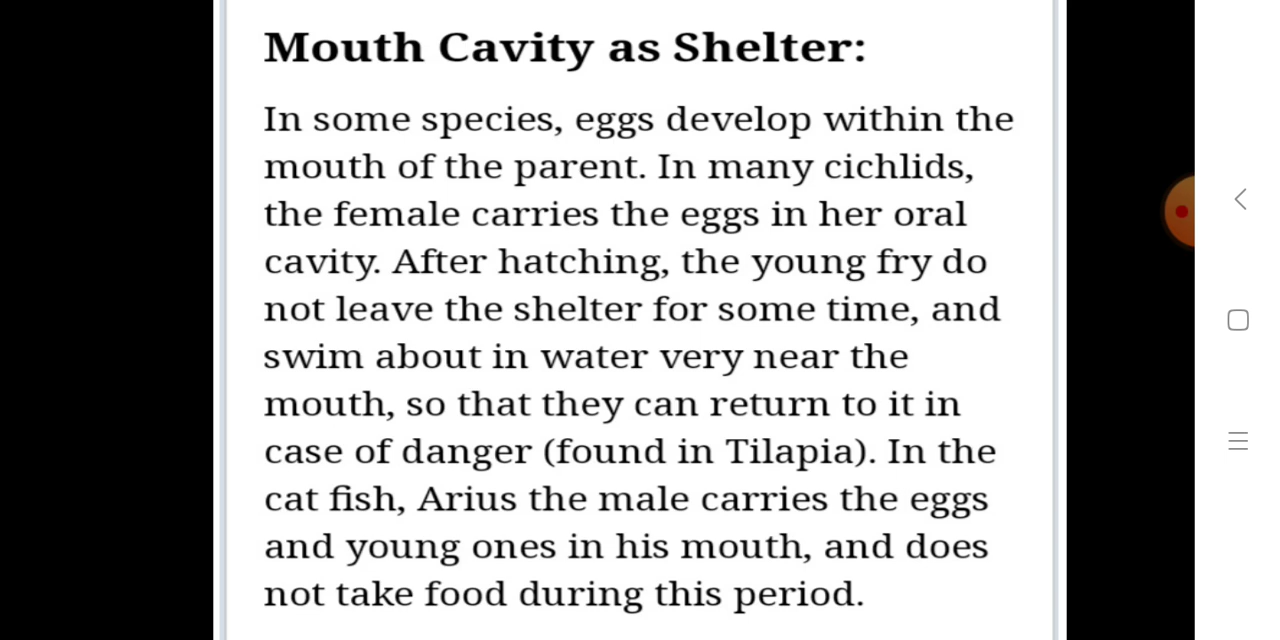 Mouth Cavity as Shelter:
In some species, eggs develop within the
mouth of the parent. In many cichlids,
the female carries the eggs in her oral
cavity. After hatching, the young fry do
not leave the shelter for some time, and
swim about in water very near the
mouth, so that they can return to it in
case of danger (found in Tilapia). In the
cat fish, Arius the male carries the eggs
and young ones in his mouth, and does
not take food during this period.